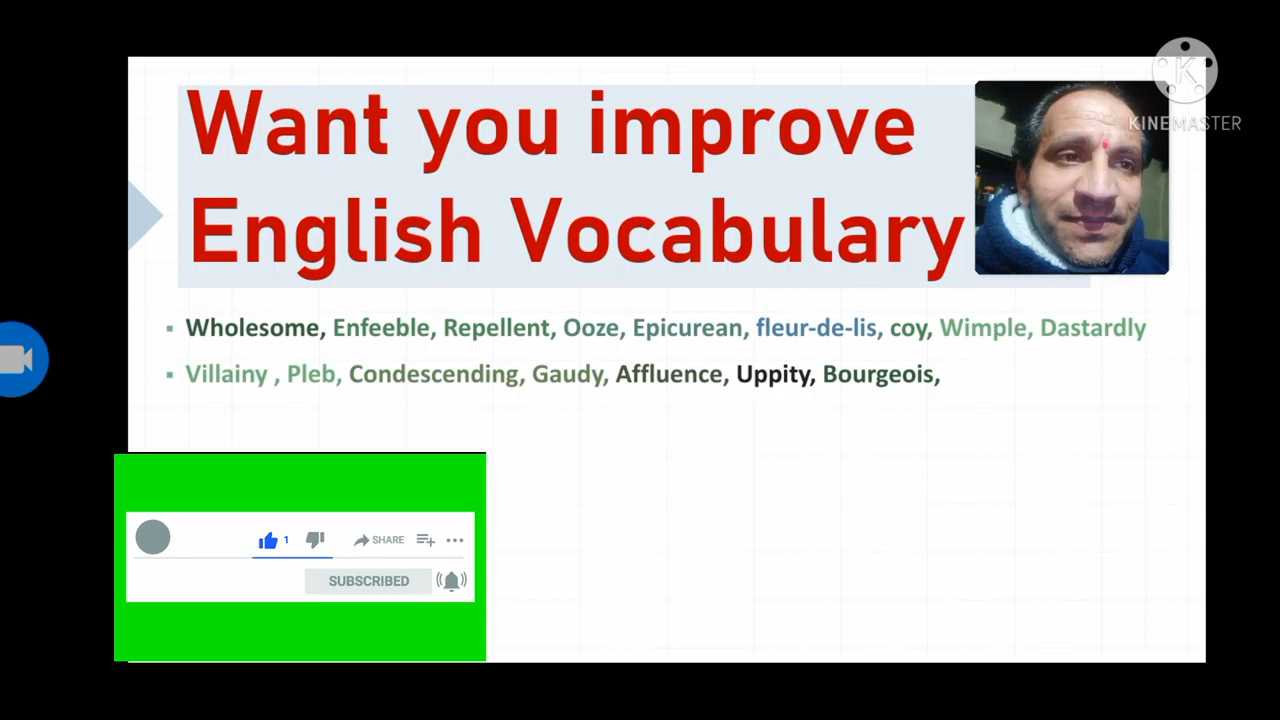 Want you improve
English Vocabulary
KINEMASTER
Wholesome, Enfeeble, Repellent, Ooze, Epicurean, fleur-de-lis, coy, Wimple, Dastardly
Villainy , Pleb, Condescending, Gaudy, Affluence, Uppity, Bourgeois,
1 SHARE
SUBSCRIBED